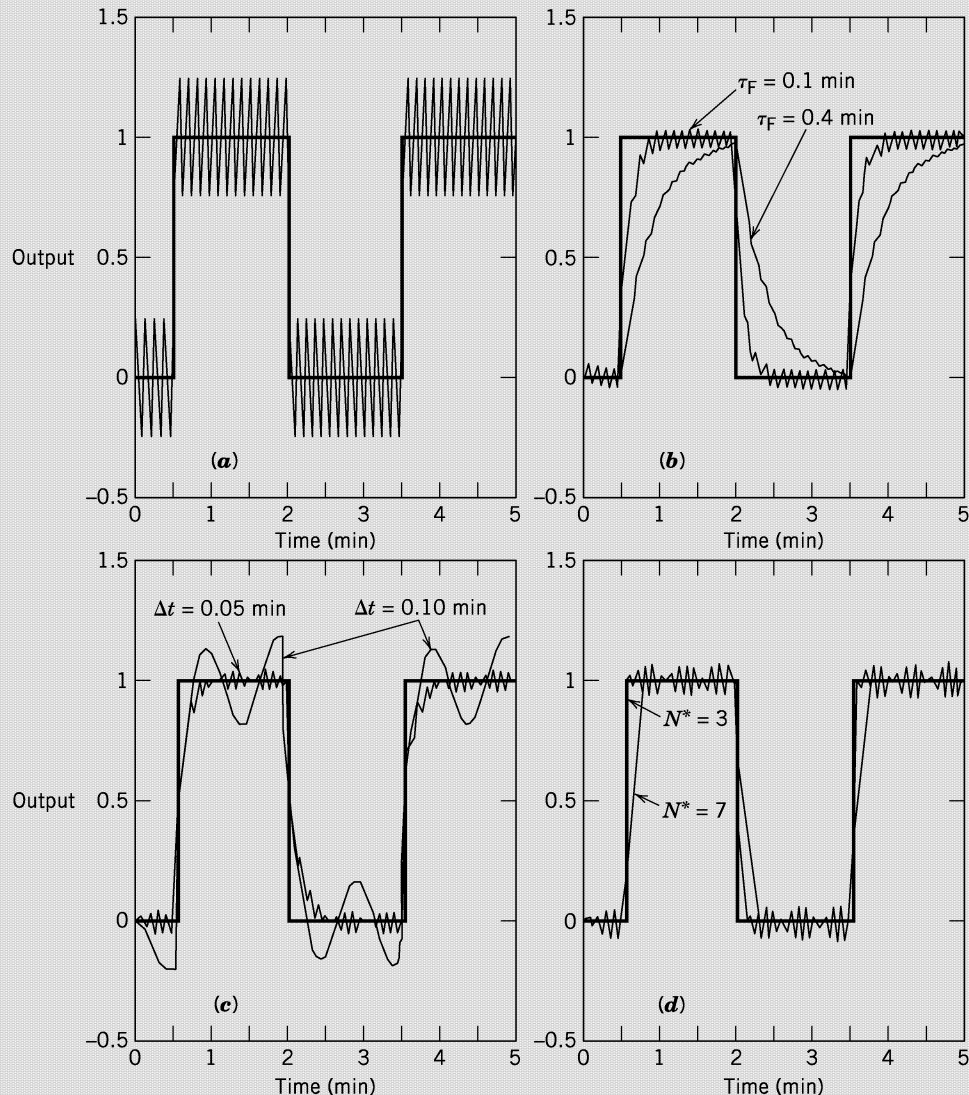 1.5
1
Output 0.5
0
−0.5
0 1 2 3 4 5
Time (min)
(a)
1.5
1
0.5
0
−0.5
0 1 2 3 4 5
Time (min)
τF = 0.1 min
τF = 0.4 min
(b)
1.5
1
Output 0.5
0
−0.5
0 1 2 3 4 5
Time (min)
Δt = 0.05 min
Δt = 0.10 min
(c)
1.5
1
0.5
0
−0.5
0 1 2 3 4 5
Time (min)
N* = 3
N* = 7
(d)